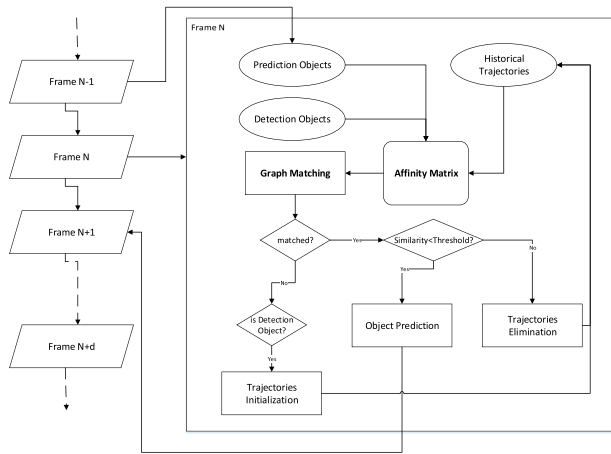 Frame N
Prediction Objects
Historical
Trajectories
Frame N-1
Detection Objects
Frame N
Graph Matching
Affinity Matrix
Frame N+1
matched?
Yes
Similarity<Threshold?
No
Yes
No
is Detection
Object?
Object Prediction
Trajectories
Elimination
Frame N+d
Yes
Trajectories
Initialization